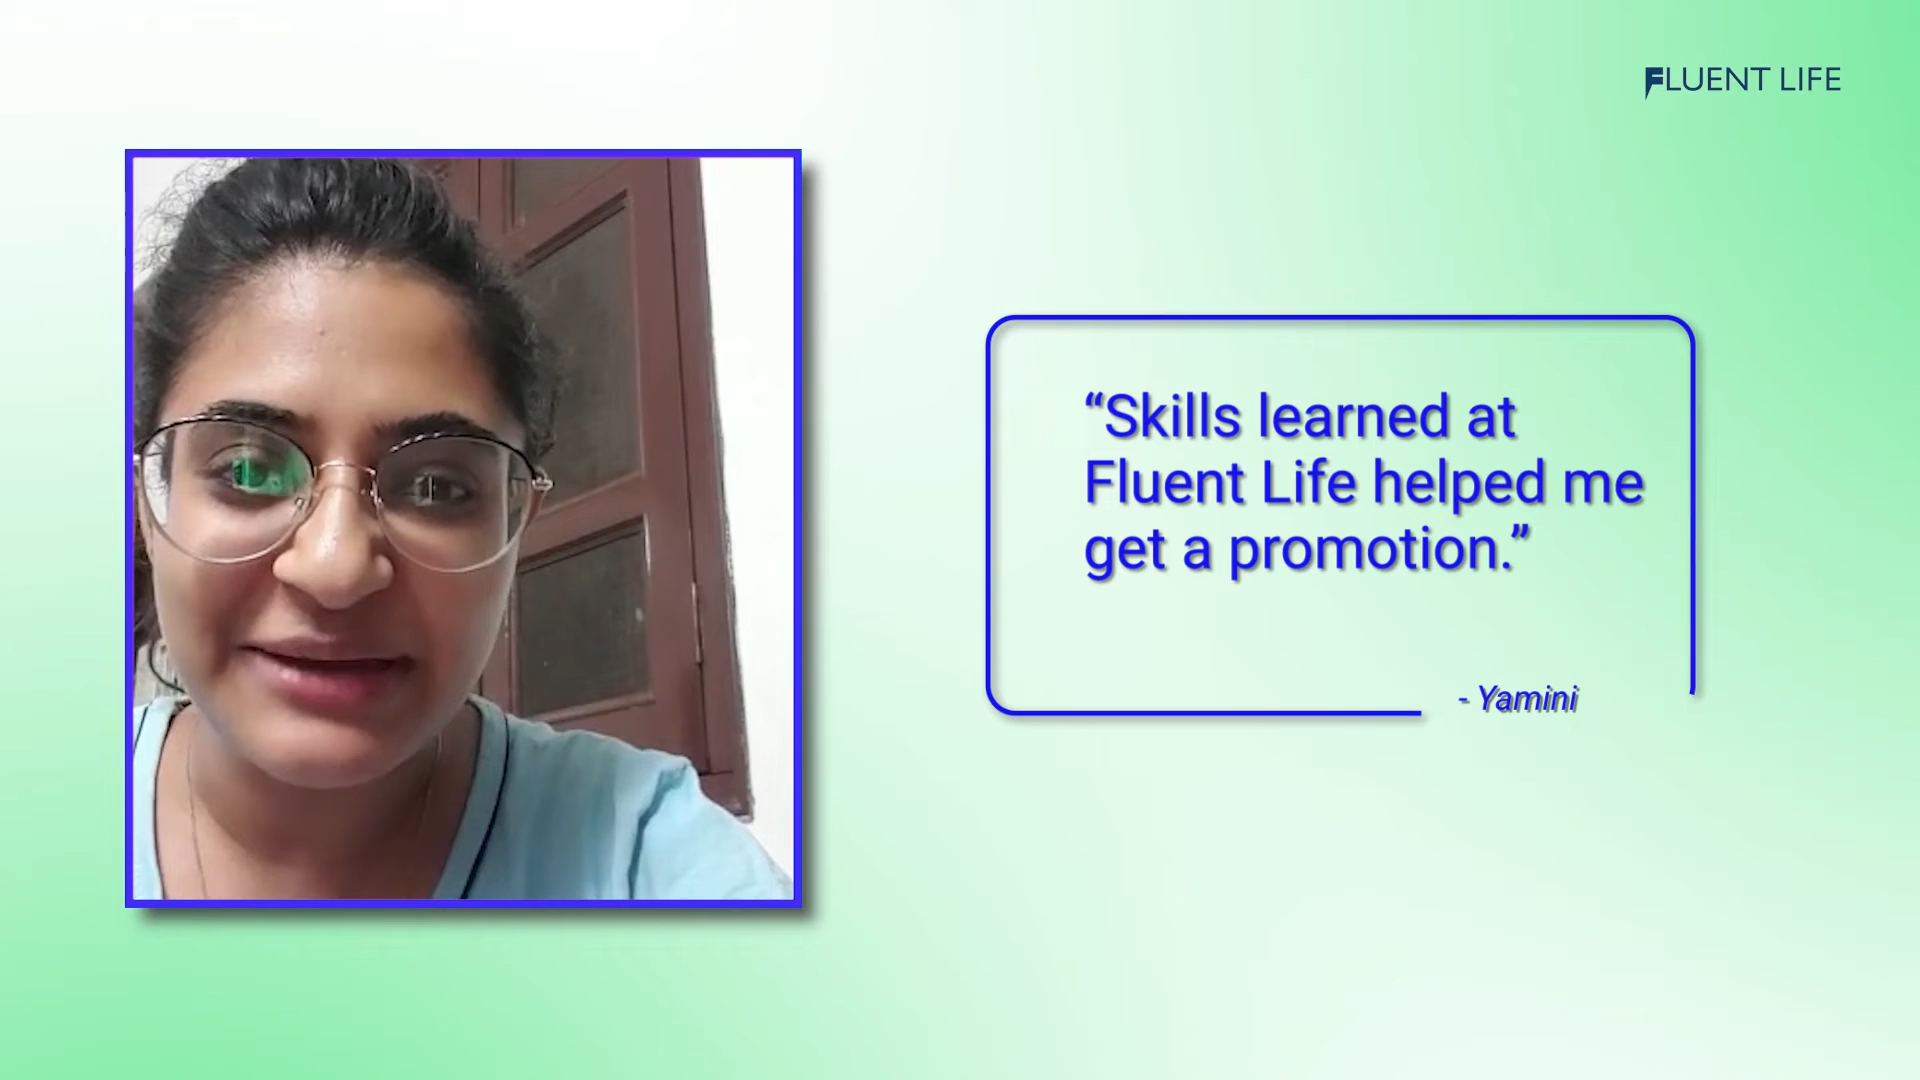 FLUENT LIFE
“Skills learned at
Fluent Life helped me
get a promotion.”
- Yamini